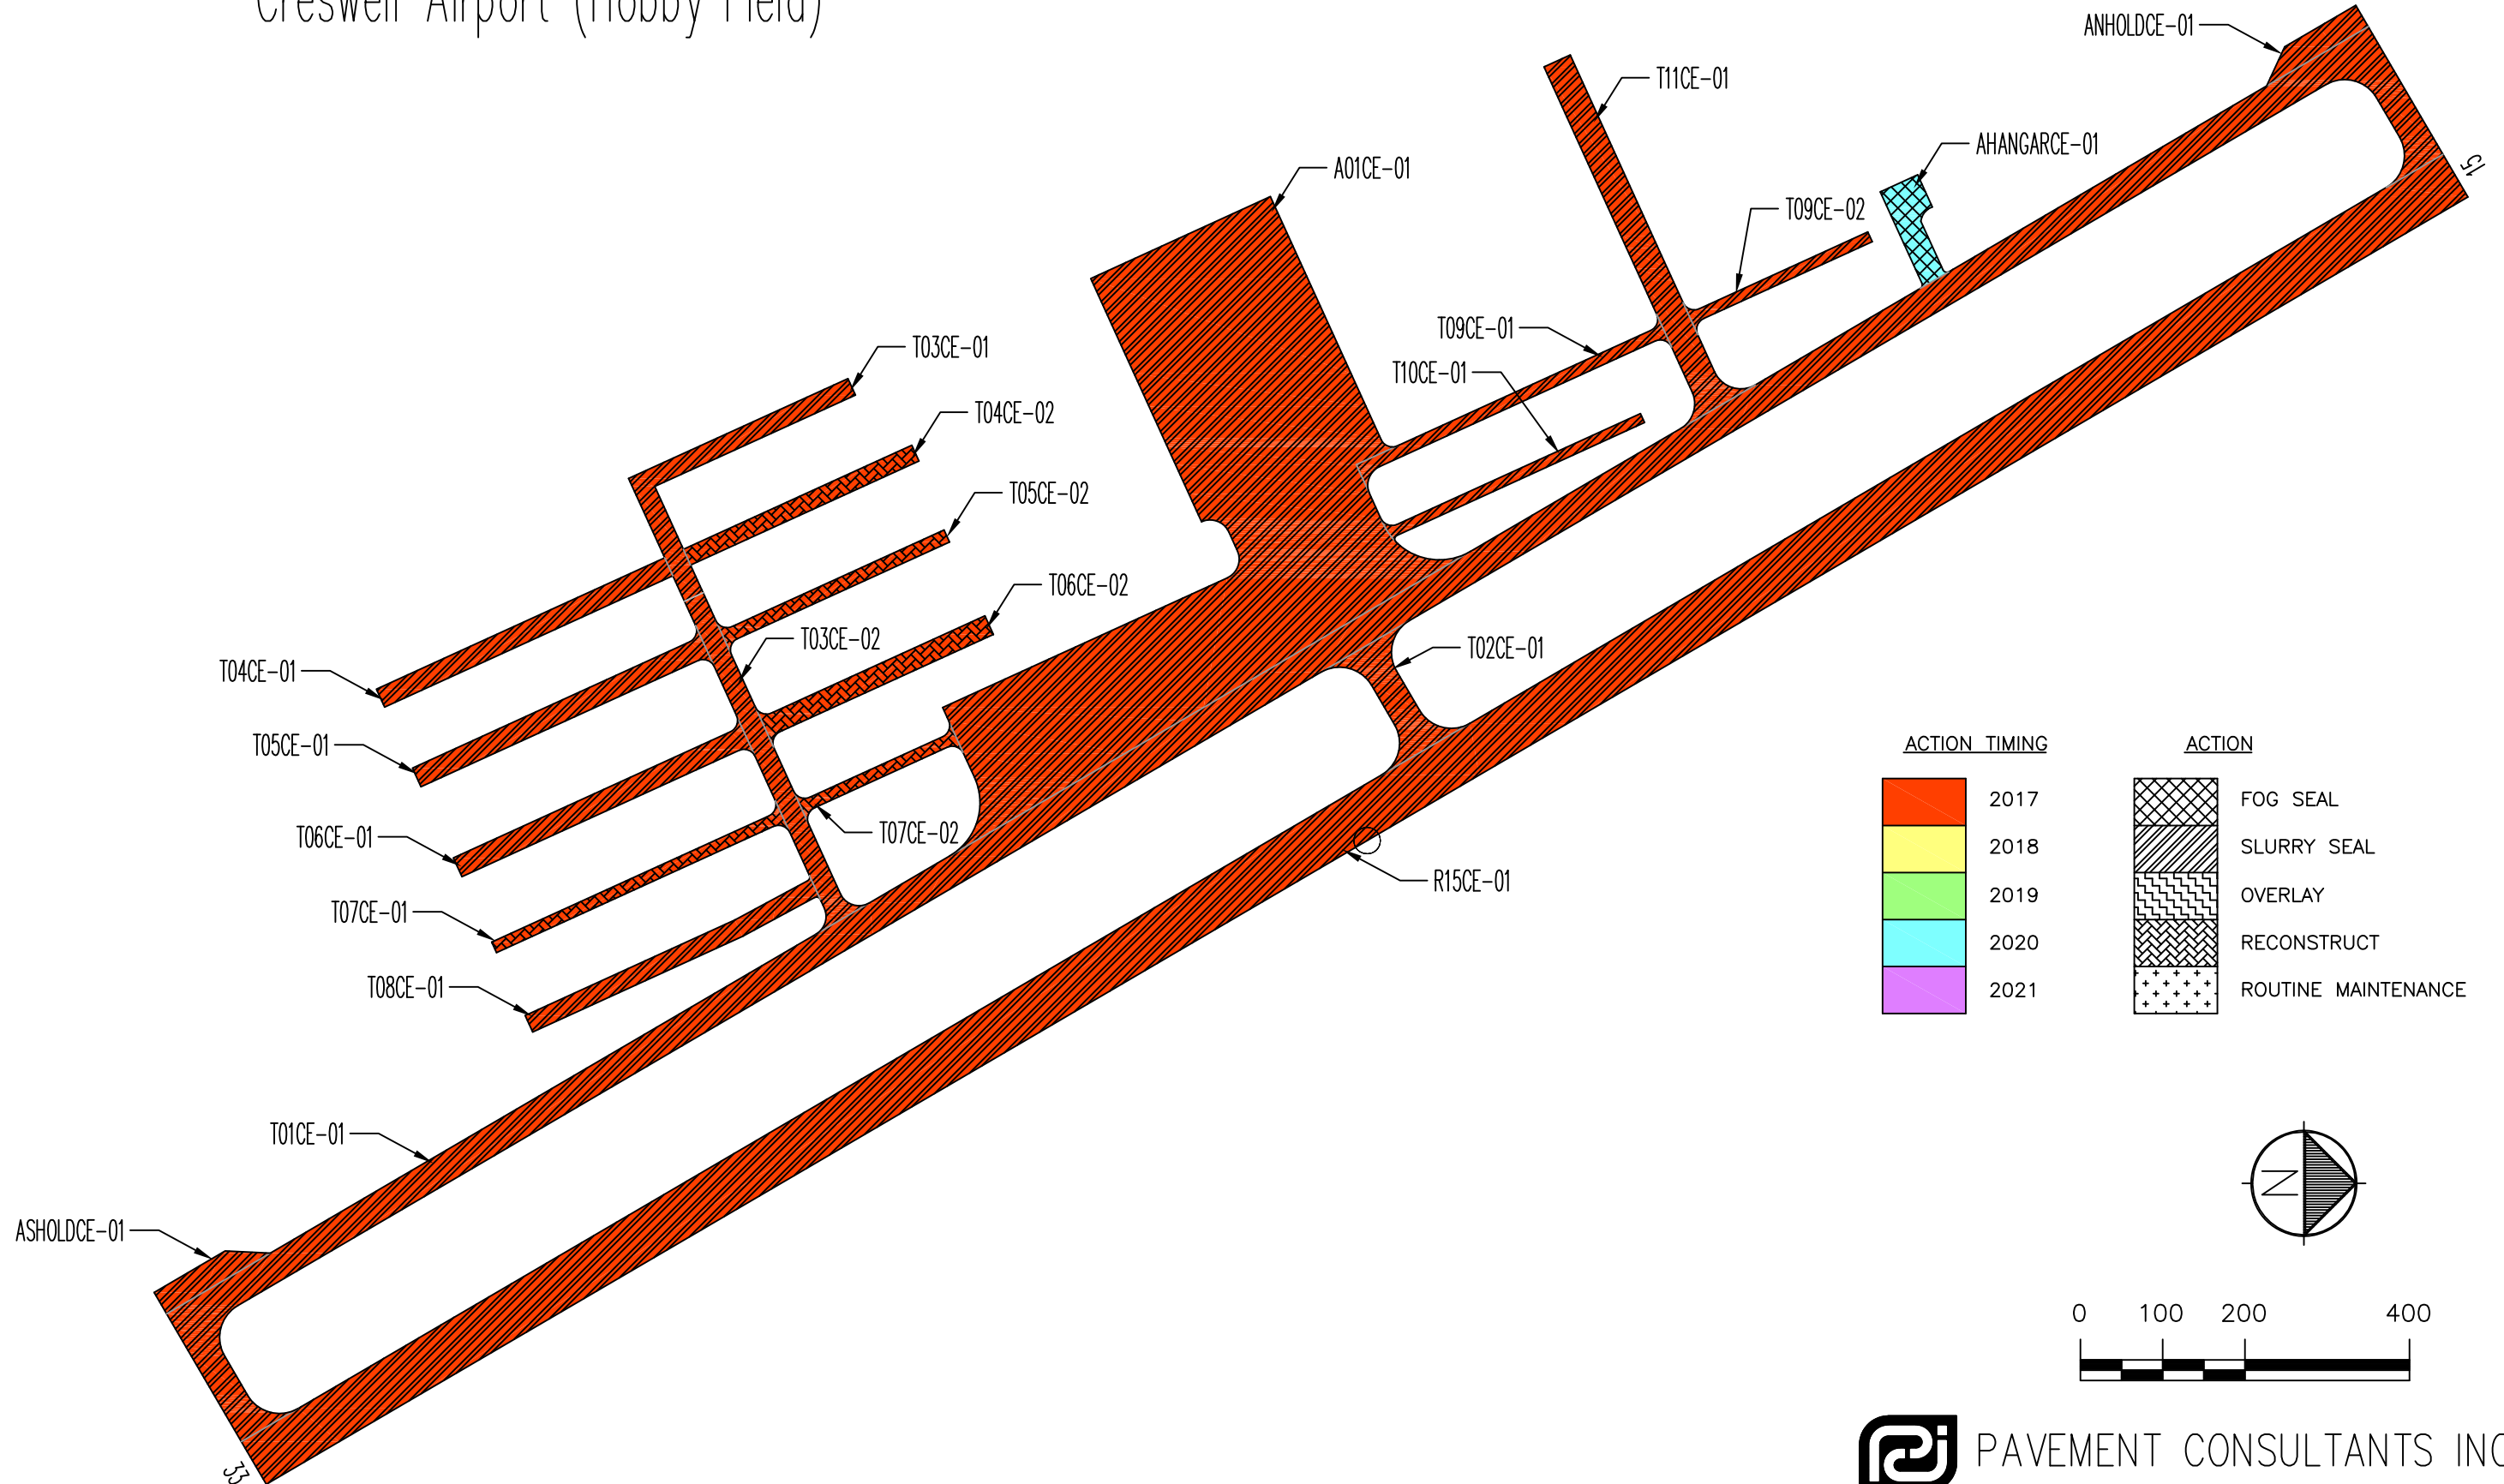 Creswell Airport (Hobby Field)
ANHOLDCE-01
T11CE-01
AHANGARCE-01
A01CE-01
15
T09CE-02
T09CE-01
T03CE-01
T10CE-01
T04CE-02
T05CE-02
T06CE-02
T03CE-02
T02CE-01
T04CE-01
T05CE-01
T06CE-01
T07CE-02
R15CE-01
T07CE-01
T08CE-01
T01CE-01
ASHOLDCE-01
33
ACTION TIMING
2017
2018
2019
2020
2021
ACTION
FOG SEAL
SLURRY SEAL
OVERLAY
RECONSTRUCT
ROUTINE MAINTENANCE
N
0 100 200 400
PAVEMENT CONSULTANTS INC